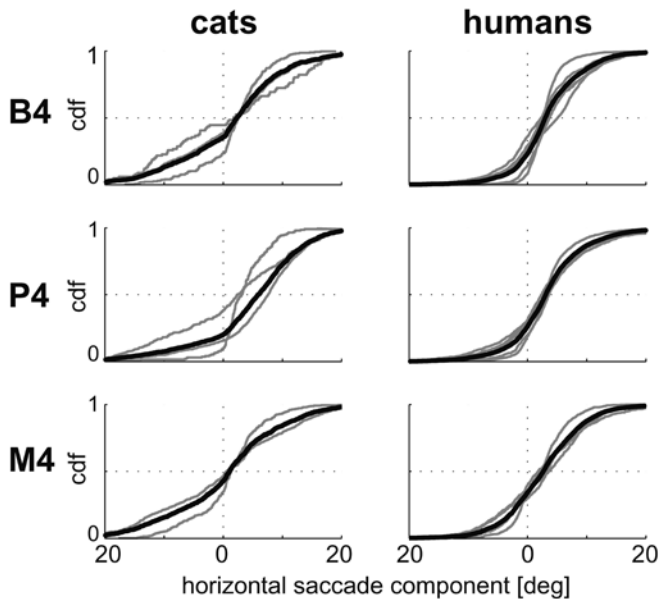 cats humans
B4 cdf 1 0
P4 cdf 1 0
M4 cdf 1 0
20 0 20 20 0 20
horizontal saccade component [deg]